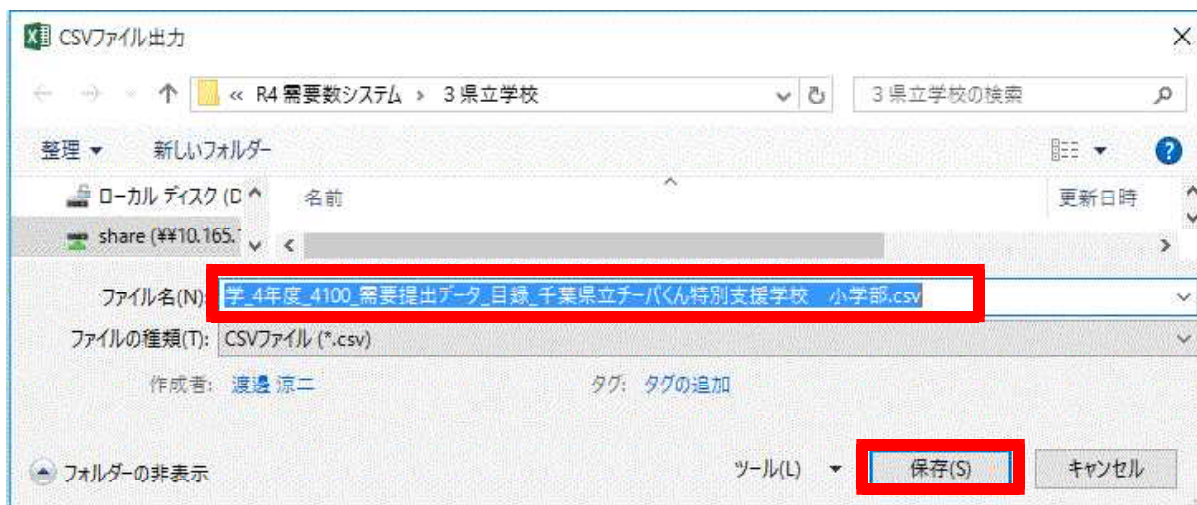 CSVファイル出力
« R4 需要数システム › 3 県立学校
3 県立学校の検索
整理 ▼ 新しいフォルダー
ローカル ディスク (D
名前
更新日時
share (¥¥10.165.
ファイル名(N): 学_4年度_4100_需要提出データ_目録_千葉県立チーバくん特別支援学校　小学部.csv
ファイルの種類(T): CSVファイル (*.csv)
作成者: 渡邊 涼二 タグ: タグの追加
フォルダーの非表示 ツール(L) ▼ 保存(S) キャンセル